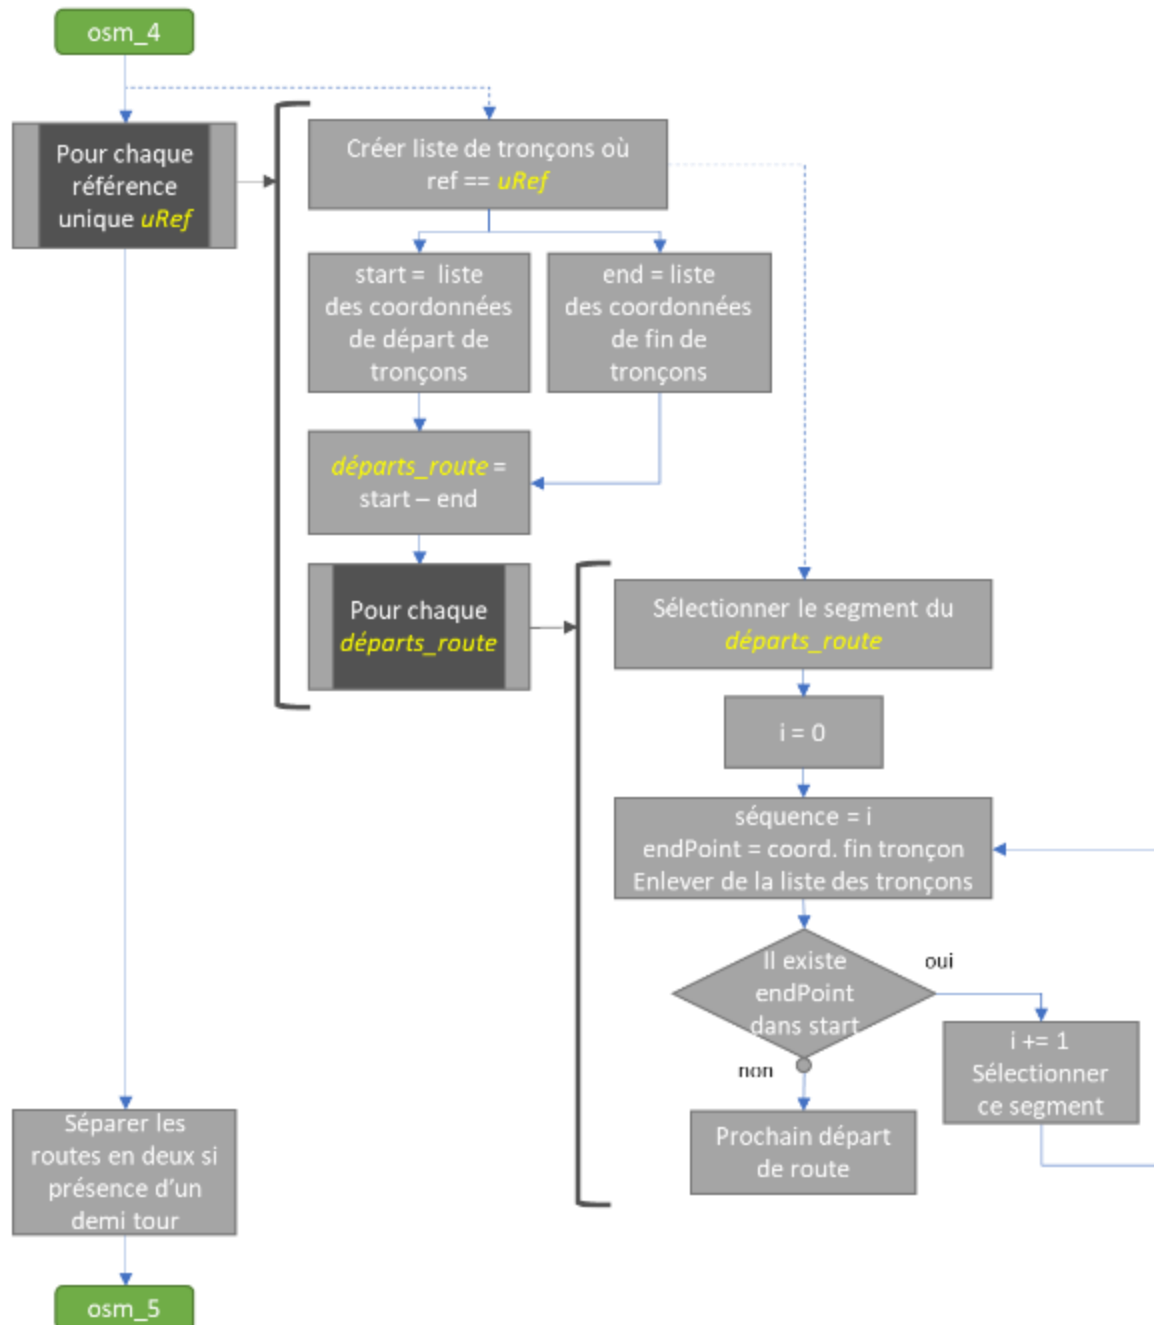 osm_4
Pour chaque
référence
unique uRef
Créer liste de tronçons où
ref == uRef
start = liste
des coordonnées
de départ de
tronçons
end = liste
des coordonnées
de fin de
tronçons
départs_route =
start – end
Pour chaque
départs_route
Sélectionner le segment du
départs_route
i = 0
séquence = i
endPoint = coord. fin tronçon
Enlever de la liste des tronçons
Il existe
endPoint
dans start
oui
i += 1
Sélectionner
ce segment
non
Prochain départ
de route
Séparer les
routes en deux si
présence d'un
demi tour
osm_5